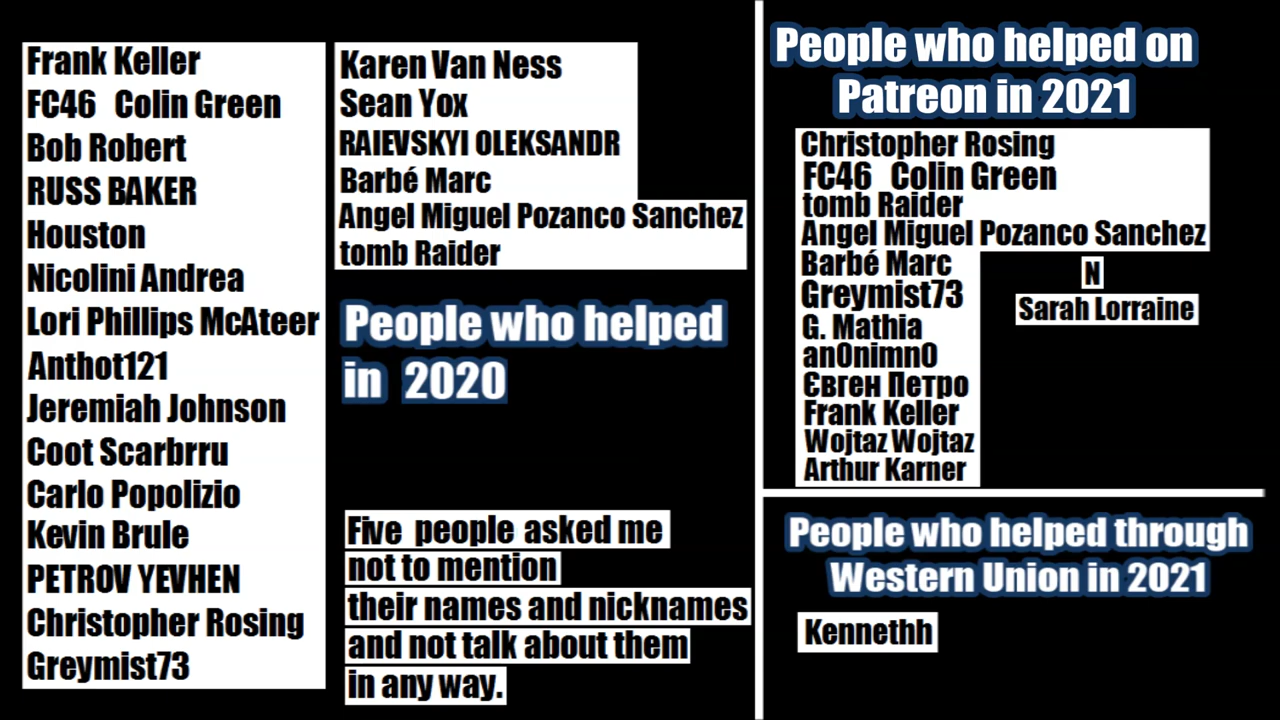 Frank Keller
FC46 Colin Green
Bob Robert
RUSS BAKER
Houston
Nicolini Andrea
Lori Phillips McAteer
Anthot121
Jeremiah Johnson
Coot Scarbrru
Carlo Popolizio
Kevin Brule
PETROV YEVHEN
Christopher Rosing
Greymist73
Karen Van Ness
Sean Yox
RAIEVSKYI OLEKSANDR
Barbé Marc
Angel Miguel Pozanco Sanchez
tomb Raider
People who helped
in 2020
Five people asked me
not to mention
their names and nicknames
and not talk about them
in any way.
People who helped on
Patreon in 2021
Christopher Rosing
FC46 Colin Green
tomb Raider
Angel Miguel Pozanco Sanchez
Barbé Marc
Greymist73
G. Mathia
an0nimn0
Євген Петро
Frank Keller
Wojtaz Wojtaz
Arthur Karner
N
Sarah Lorraine
People who helped through
Western Union in 2021
Kennethh